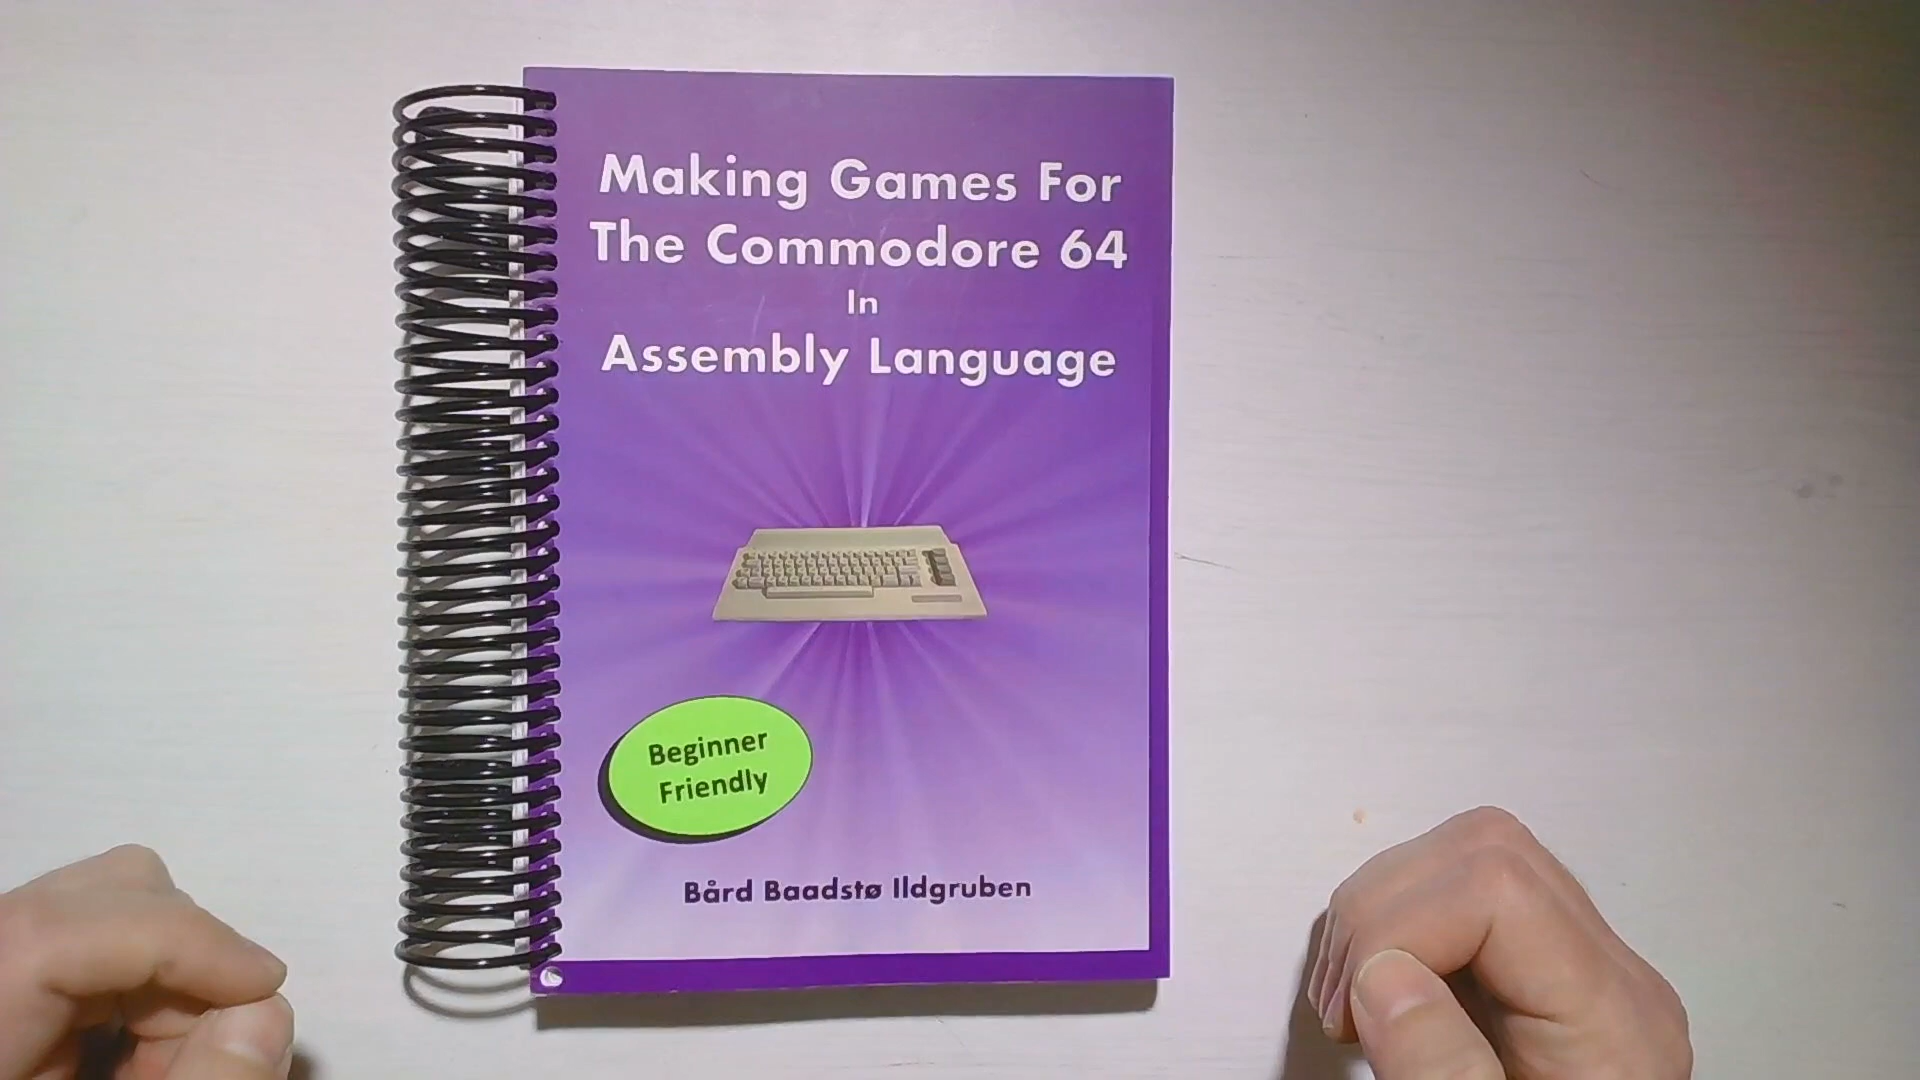 Making Games For
The Commodore 64
In
Assembly Language
Beginner
Friendly
Bård Baadstø Ildgruben